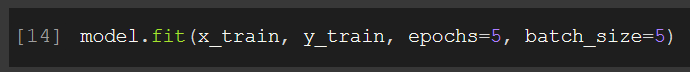 [14] model.fit(x_train, y_train, epochs=5, batch_size=5)